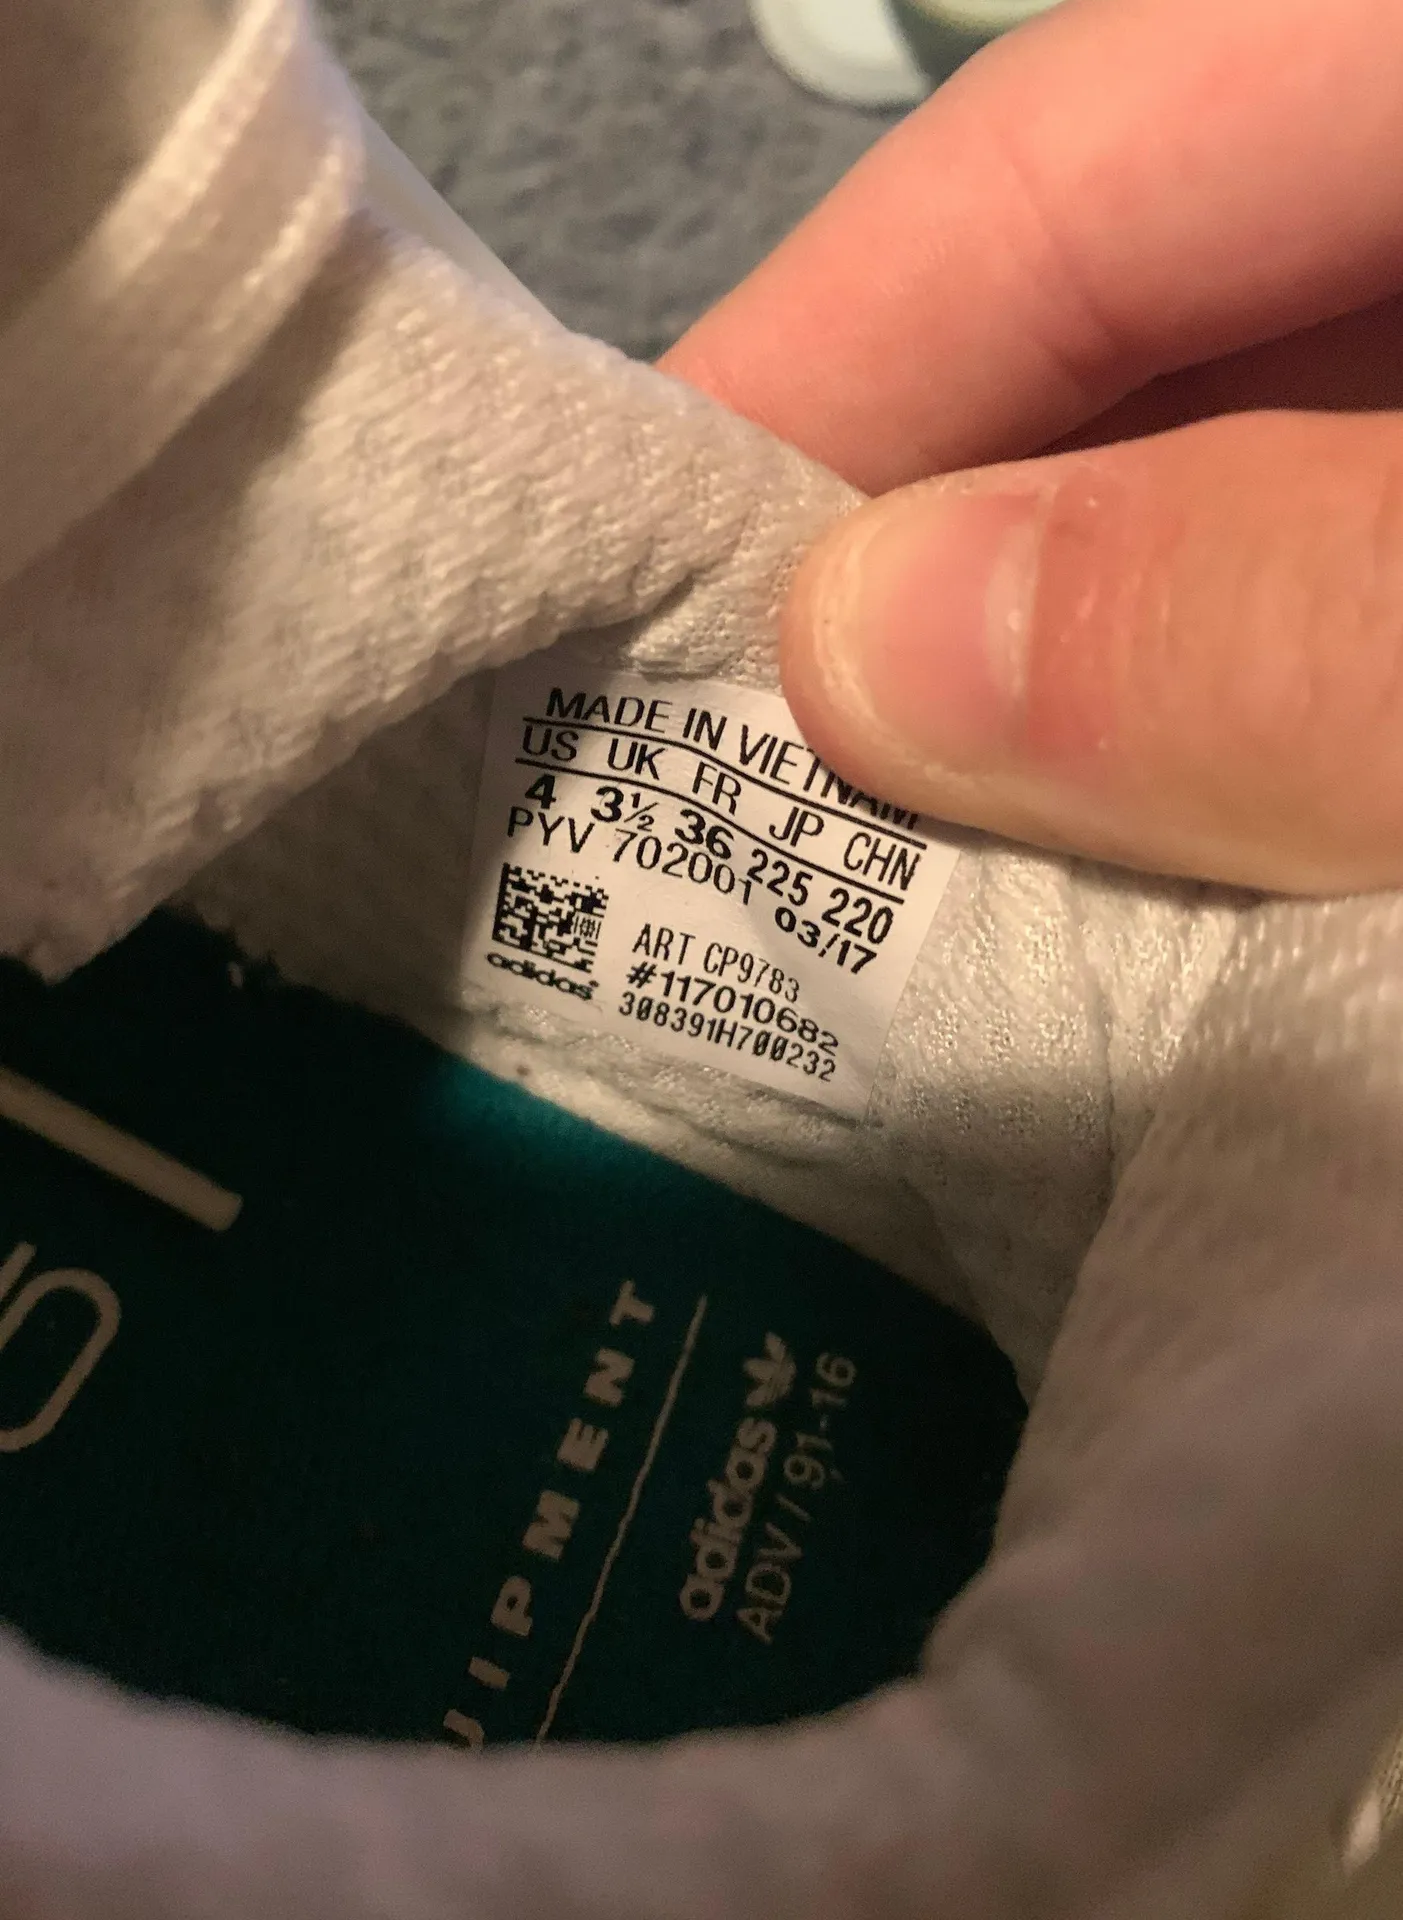 MADE IN VIETNAM
US UK FR JP CHN
4 3½ 36 225 220
PYV 702001 03/17
ART CP9783
#117010682
308391H700232
adidas
UIPMENT
adidas
ADV / 91-16